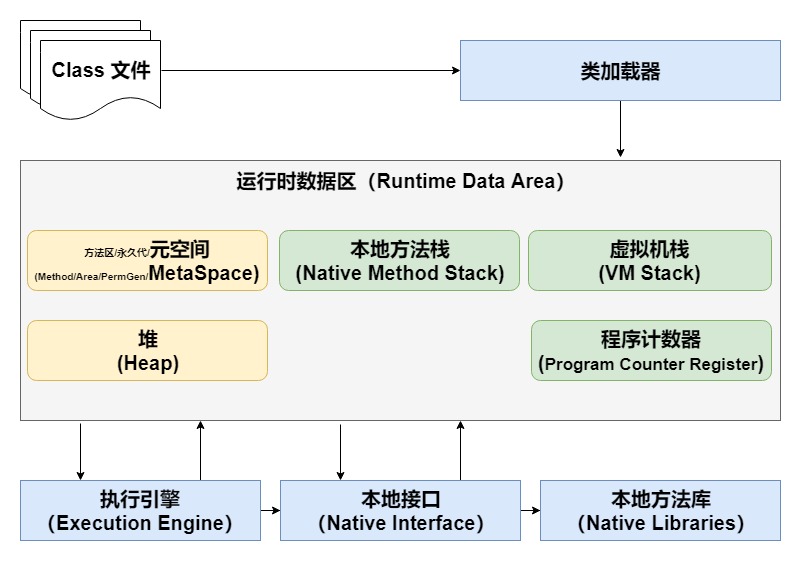 Class 文件
类加载器
运行时数据区（Runtime Data Area）
方法区/永久代/元空间
(Method/Area/PermGen/MetaSpace)
本地方法栈
(Native Method Stack)
虚拟机栈
(VM Stack)
堆
(Heap)
程序计数器
(Program Counter Register)
执行引擎
（Execution Engine）
本地接口
（Native Interface）
本地方法库
（Native Libraries）